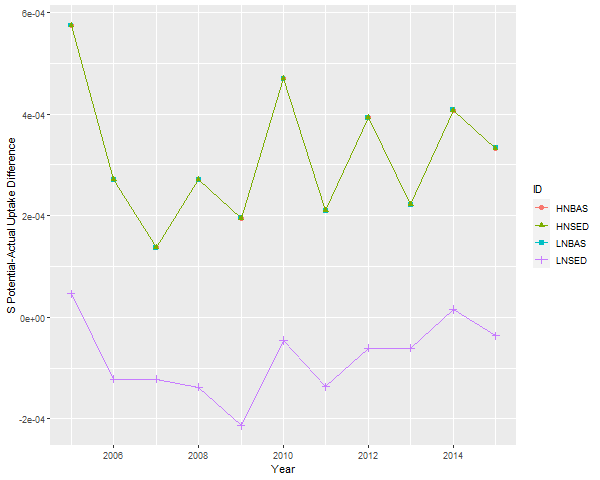 6e-04
4e-04
2e-04
0e+00
-2e-04
S Potential-Actual Uptake Difference
2006
2008
2010
2012
2014
Year
ID
HNBAS
HNSED
LNBAS
LNSED